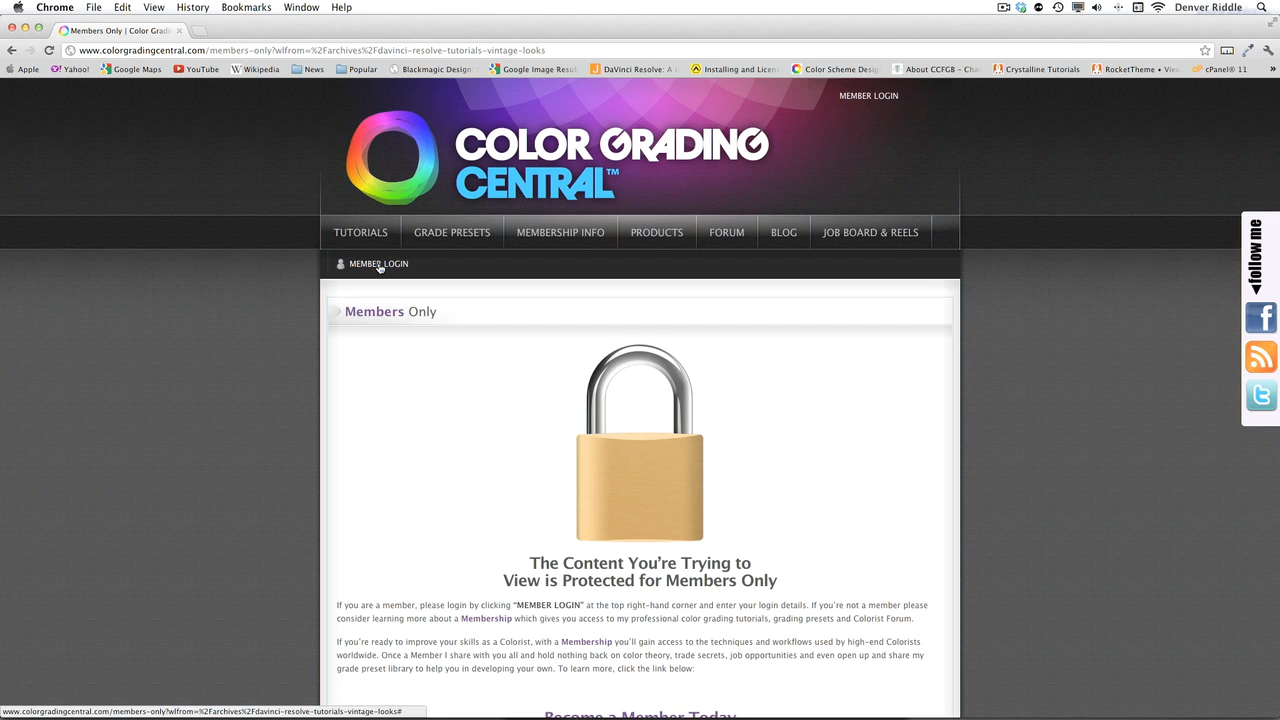 Chrome File Edit View History Bookmarks Window Help Denver Riddle
Members Only | Color Gradi
www.colorgradingcentral.com/members-only?wlfrom=%2Farchives%2Fdavinci-resolve-tutorials-vintage-looks
Apple Yahoo! Google Maps YouTube Wikipedia News Popular Blackmagic Design: Google Image Resu DaVinci Resolve: A L Installing and Licen Color Scheme Desig About CCFGB - Char Crystalline Tutorials RocketTheme • View cPanel® 11 »
MEMBER LOGIN
COLOR GRADING
CENTRAL™
TUTORIALS GRADE PRESETS MEMBERSHIP INFO PRODUCTS FORUM BLOG JOB BOARD & REELS
MEMBER LOGIN
follow me
Members Only
The Content You're Trying to
View is Protected for Members Only
If you are a member, please login by clicking "MEMBER LOGIN" at the top right-hand corner and enter your login details. If you're not a member please
consider learning more about a Membership which gives you access to my professional color grading tutorials, grading presets and Colorist Forum.
If you're ready to improve your skills as a Colorist, with a Membership you'll gain access to the techniques and workflows used by high-end Colorists
worldwide. Once a Member I share with you all and hold nothing back on color theory, trade secrets, job opportunities and even open up and share my
grade preset library to help you in developing your own. To learn more, click the link below:
Become a Member Today
www.colorgradingcentral.com/members-only?wlfrom=%2Farchives%2Fdavinci-resolve-tutorials-vintage-looks#